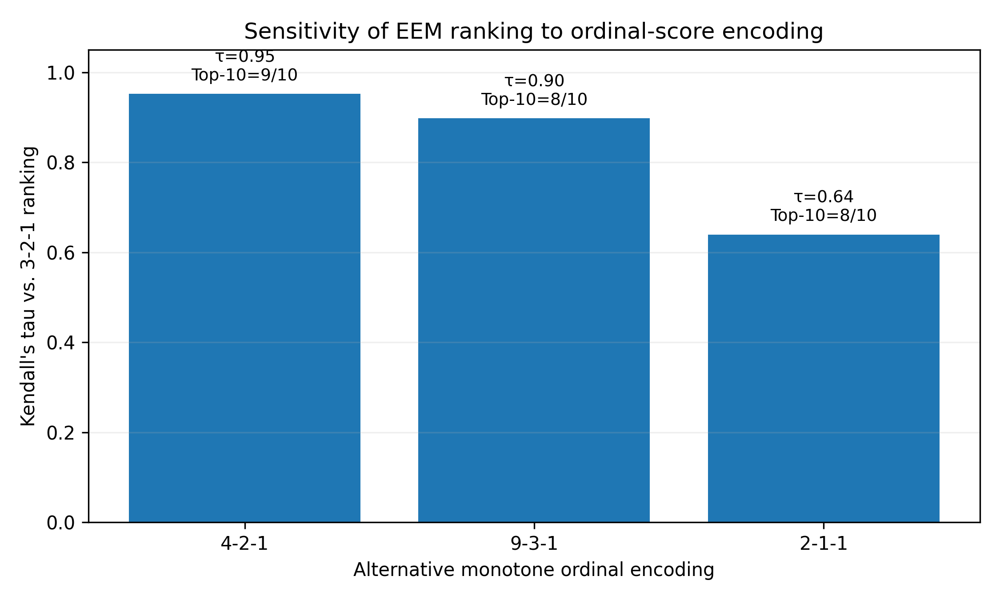 Sensitivity of EEM ranking to ordinal-score encoding
Kendall's tau vs. 3-2-1 ranking
1.0
0.8
0.6
0.4
0.2
0.0
τ=0.95
Top-10=9/10
τ=0.90
Top-10=8/10
τ=0.64
Top-10=8/10
4-2-1
9-3-1
2-1-1
Alternative monotone ordinal encoding